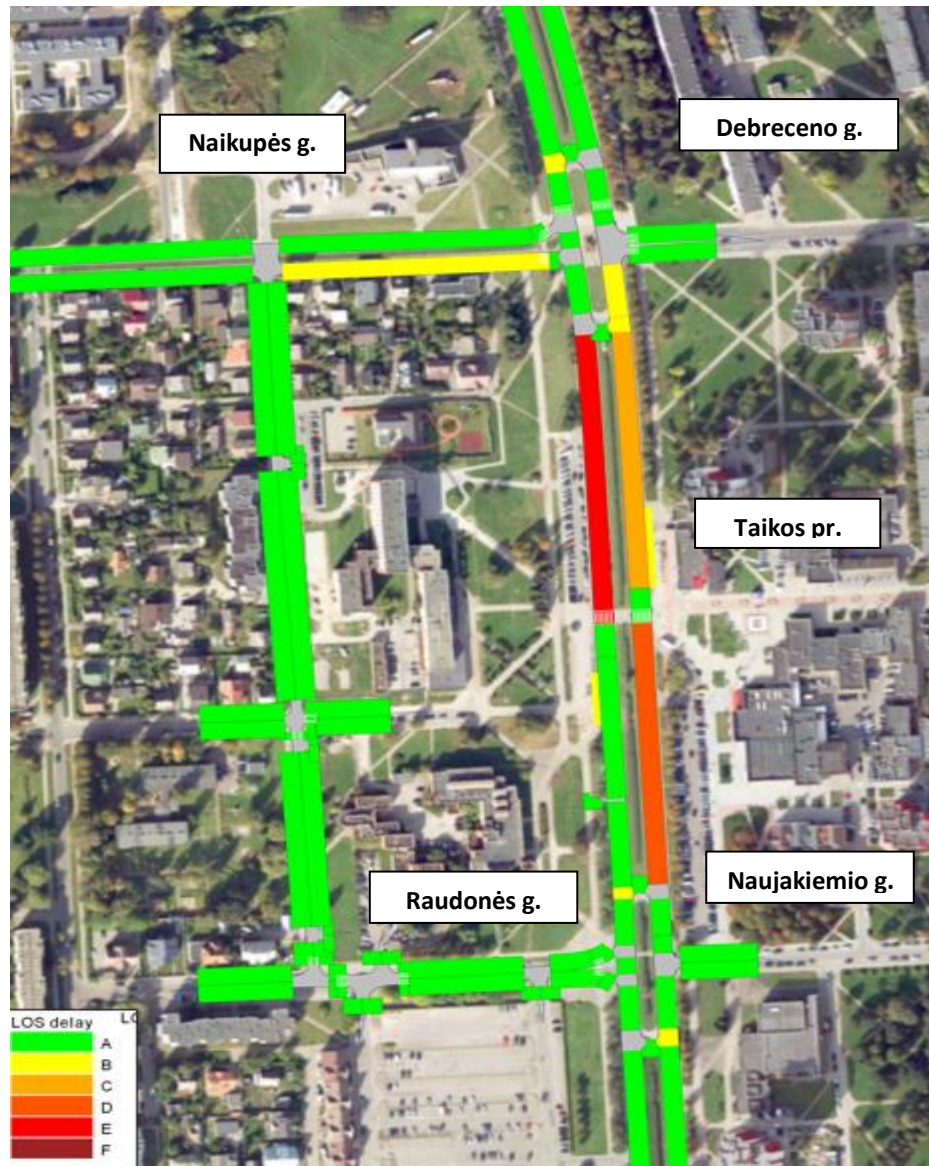 Naikupės g.
Debreceno g.
Taikos pr.
Naujakiemio g.
Raudonės g.
LOS delay
A
B
C
D
E
F